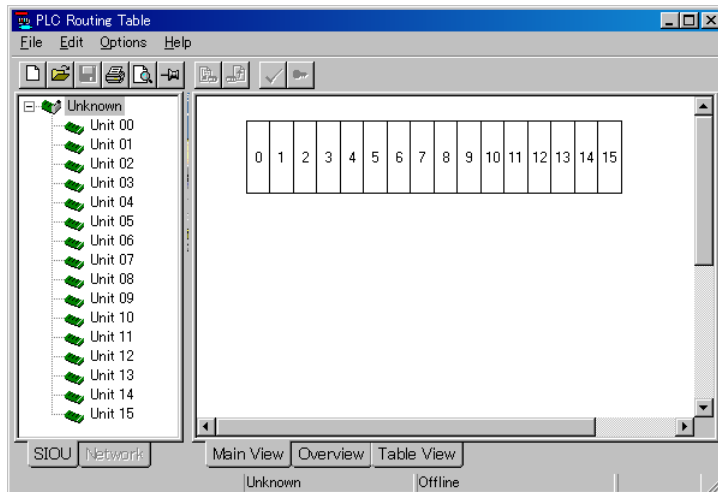 PLC Routing Table
File Edit Options Help
Unknown
Unit 00
Unit 01
Unit 02
Unit 03
Unit 04
Unit 05
Unit 06
Unit 07
Unit 08
Unit 09
Unit 10
Unit 11
Unit 12
Unit 13
Unit 14
Unit 15
0 1 2 3 4 5 6 7 8 9 10 11 12 13 14 15
SIOU Network Main View Overview Table View
Unknown Offline